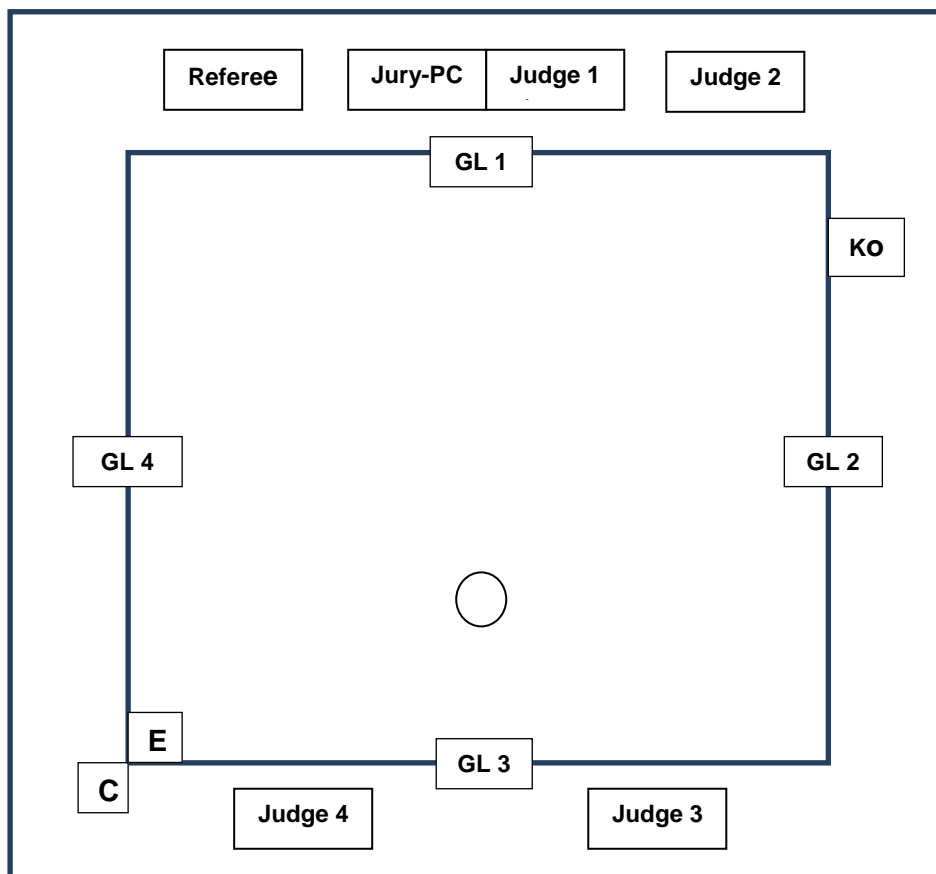 Referee
Jury-PC
Judge 1
Judge 2
GL 1
Ko
GL 4
GL 2
E
C
GL 3
Judge 4
Judge 3